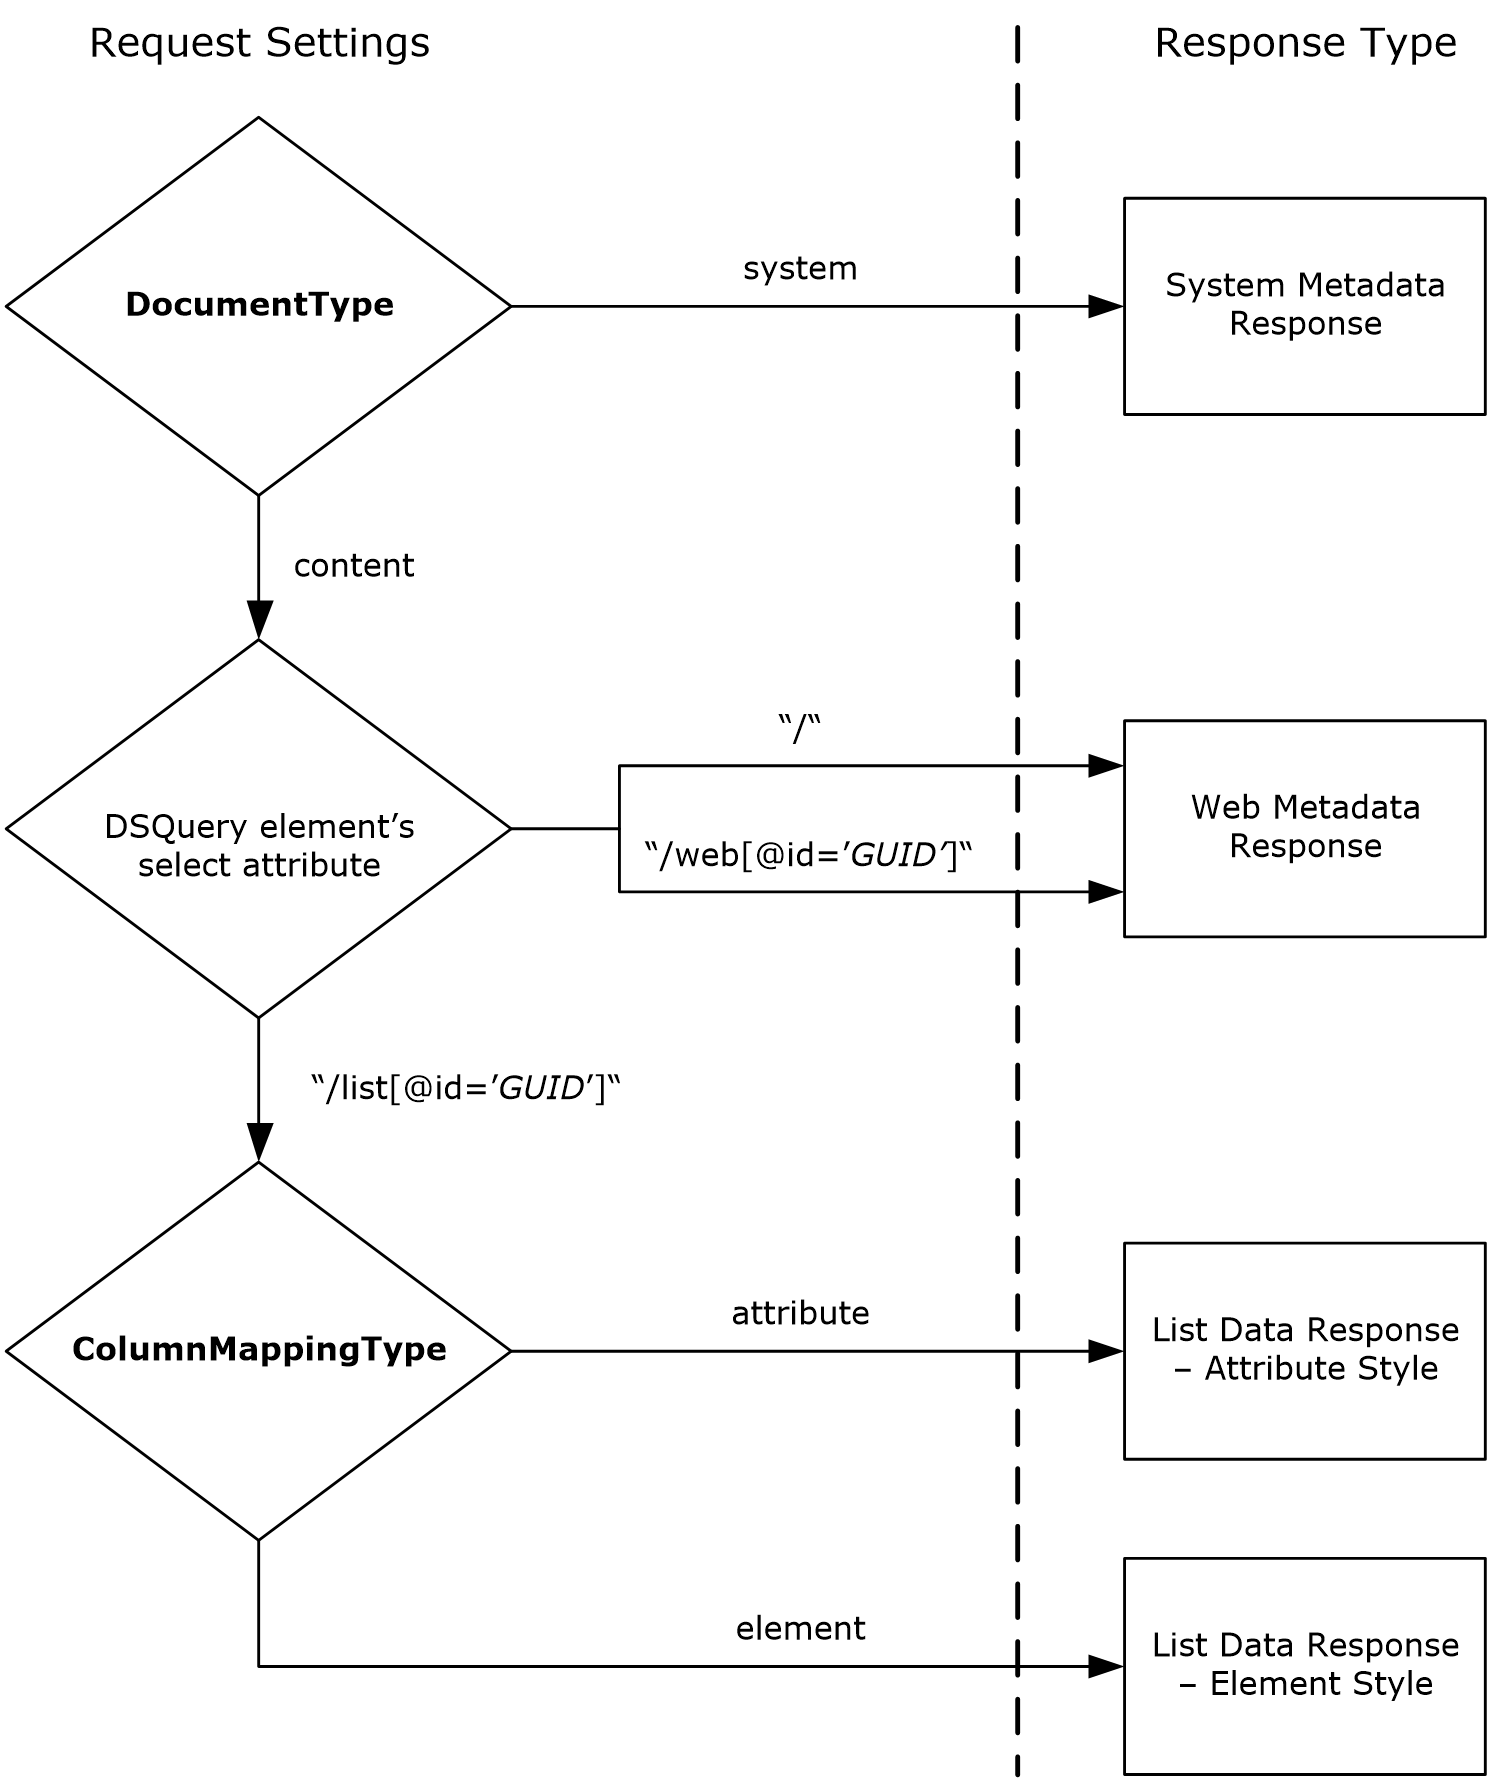 Request Settings
Response Type
DocumentType
system
System Metadata
Response
content
“/“
DSQuery element’s
select attribute
“/web[@id=’GUID’]“
Web Metadata
Response
“/list[@id=’GUID’]“
ColumnMappingType
attribute
List Data Response
– Attribute Style
element
List Data Response
– Element Style